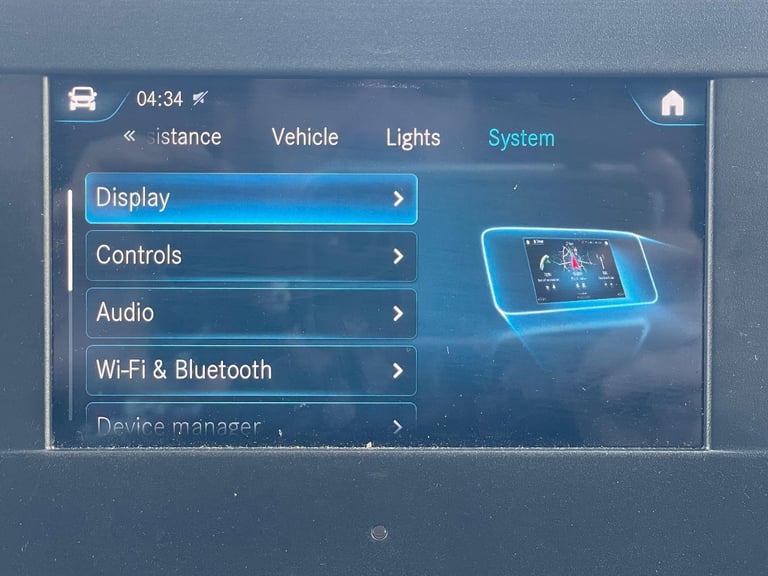 04:34
« sistance Vehicle Lights System
Display
Controls
Audio
Wi-Fi & Bluetooth
Device manager